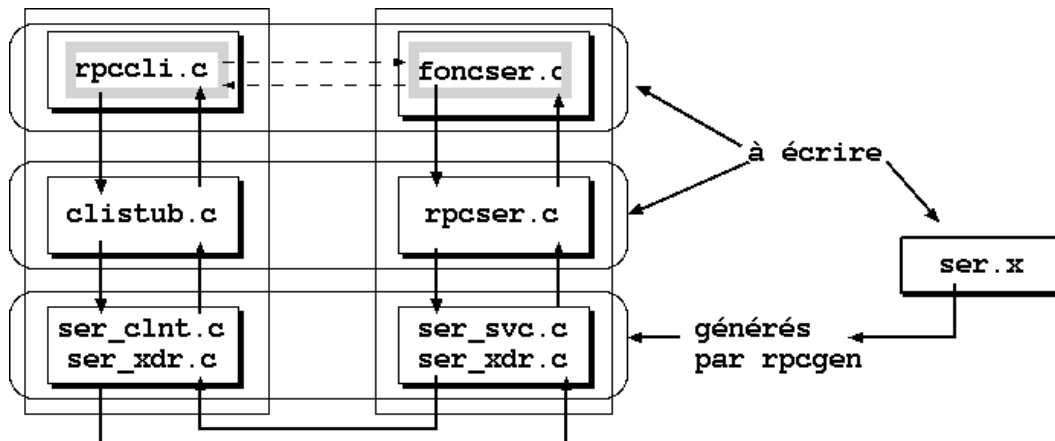 rpccli.c
foncser.c
à écrire
clistub.c
rpcser.c
ser.x
ser_clnt.c
ser_xdr.c
ser_svc.c
ser_xdr.c
générés
par rpcgen